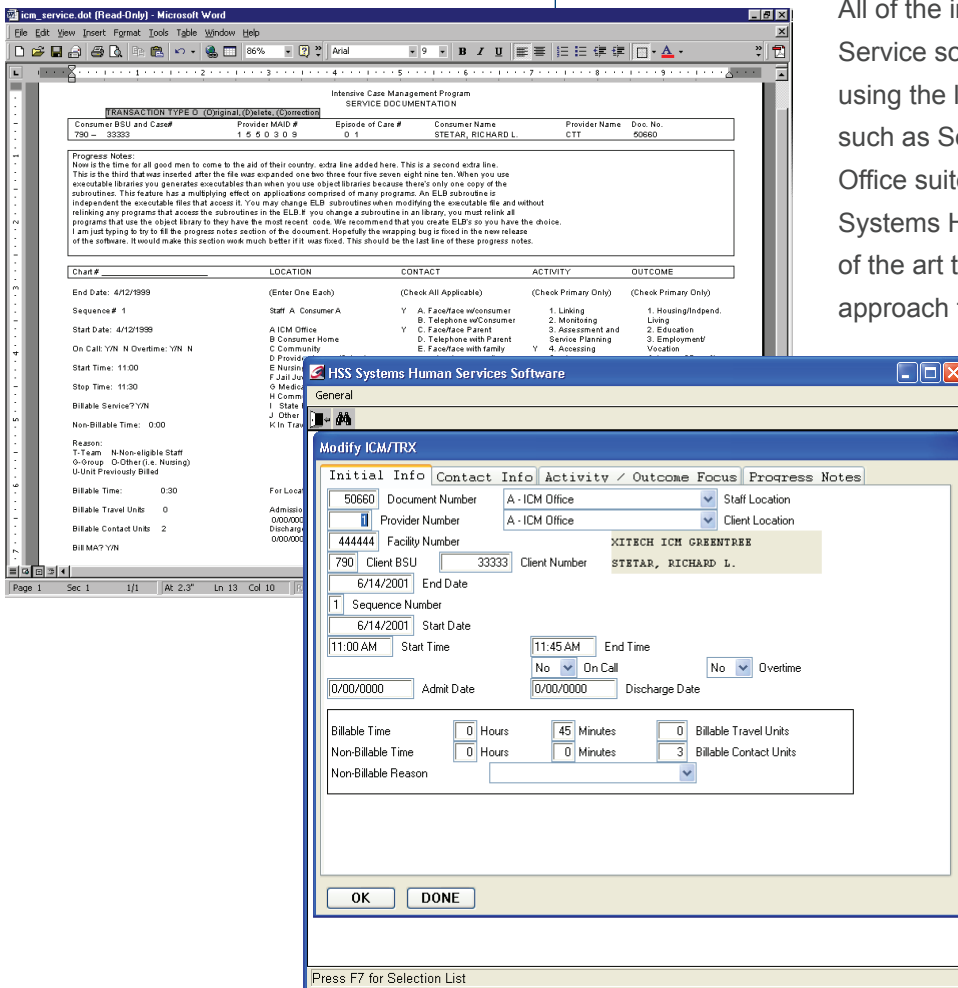 icm_service.dot (Read-Only) - Microsoft Word
File Edit View Insert Format Tools Table Window Help
86% Arial 9 B I U A
Intensive Case Management Program
SERVICE DOCUMENTATION
TRANSACTION TYPE O (O)riginal, (D)elete, (C)orrection
Consumer BSU and Case# Provider MAID # Episode of Care # Consumer Name Provider Name Doc. No.
790 – 33333 1 5 5 0 3 0 9 0 1 STETAR, RICHARD L. CTT 50660
Progress Notes:
Now is the time for all good men to come to the aid of their country. extra line added here. This is a second extra line.
This is the third that was inserted after the file was expanded one two three four five seven eight nine ten. When you use
executable libraries you generates executables than when you use object libraries because there's only one copy of the
subroutines. This feature has a multiplying effect on applications comprised of many programs. An ELB subroutine is
independent the executable files that access it. You may change ELB subroutines when modifying the executable file and without
relinking any programs that access the subroutines in the ELB.If you change a subroutine in an library, you must relink all
programs that use the object library to they have the most recent code. We recommend that you create ELB's so you have the choice.
I am just typing to try to fill the progress notes section of the document. Hopefully the wrapping bug is fixed in the new release
of the software. It would make this section work much better if it was fixed. This should be the last line of these progress notes.
Chart # LOCATION CONTACT ACTIVITY OUTCOME
End Date: 4/12/1999 (Enter One Each) (Check All Applicable) (Check Primary Only) (Check Primary Only)
Sequence # 1 Staff A Consumer A Y A. Face/face w/consumer 1. Linking 1. Housing/Indpend.
B. Telephone w/Consumer 2. Monitoring Living
Start Date: 4/12/1999 A ICM Office Y C. Face/face Parent 3. Assessment and 2. Education
B Consumer Home D. Telephone with Parent Service Planning 3. Employment/
On Call: Y/N N Overtime: Y/N N C Community E. Face/face with family Y 4. Accessing Vocation
D Provide
Start Time: 11:00 E Nursin
F Jail Ju
Stop Time: 11:30 G Medica
H Comm
Billable Service? Y/N I State
J Other
Non-Billable Time: 0:00 K In Trav
Reason:
T-Team N-Non-eligible Staff
G-Group O-Other (i.e. Nursing)
U-Unit Previously Billed
Billable Time: 0:30 For Locat
Billable Travel Units 0 Admissio
0/00/000
Billable Contact Units 2 Discharge
0/00/000
Bill MA? Y/N
Page 1 Sec 1 1/1 At 2.3" Ln 13 Col 10
All of the i
Service so
using the l
such as Se
Office suite
Systems H
of the art t
approach
HSS Systems Human Services Software
General
Modify ICM/TRX
Initial Info Contact Info Activity / Outcome Focus Progress Notes
50660 Document Number A - ICM Office Staff Location
1 Provider Number A - ICM Office Client Location
444444 Facility Number XITECH ICM GREENTREE
790 Client BSU 33333 Client Number STETAR, RICHARD L.
6/14/2001 End Date
1 Sequence Number
6/14/2001 Start Date
11:00 AM Start Time 11:45 AM End Time
No On Call No Overtime
0/00/0000 Admit Date 0/00/0000 Discharge Date
Billable Time 0 Hours 45 Minutes 0 Billable Travel Units
Non-Billable Time 0 Hours 0 Minutes 3 Billable Contact Units
Non-Billable Reason
OK DONE
Press F7 for Selection List